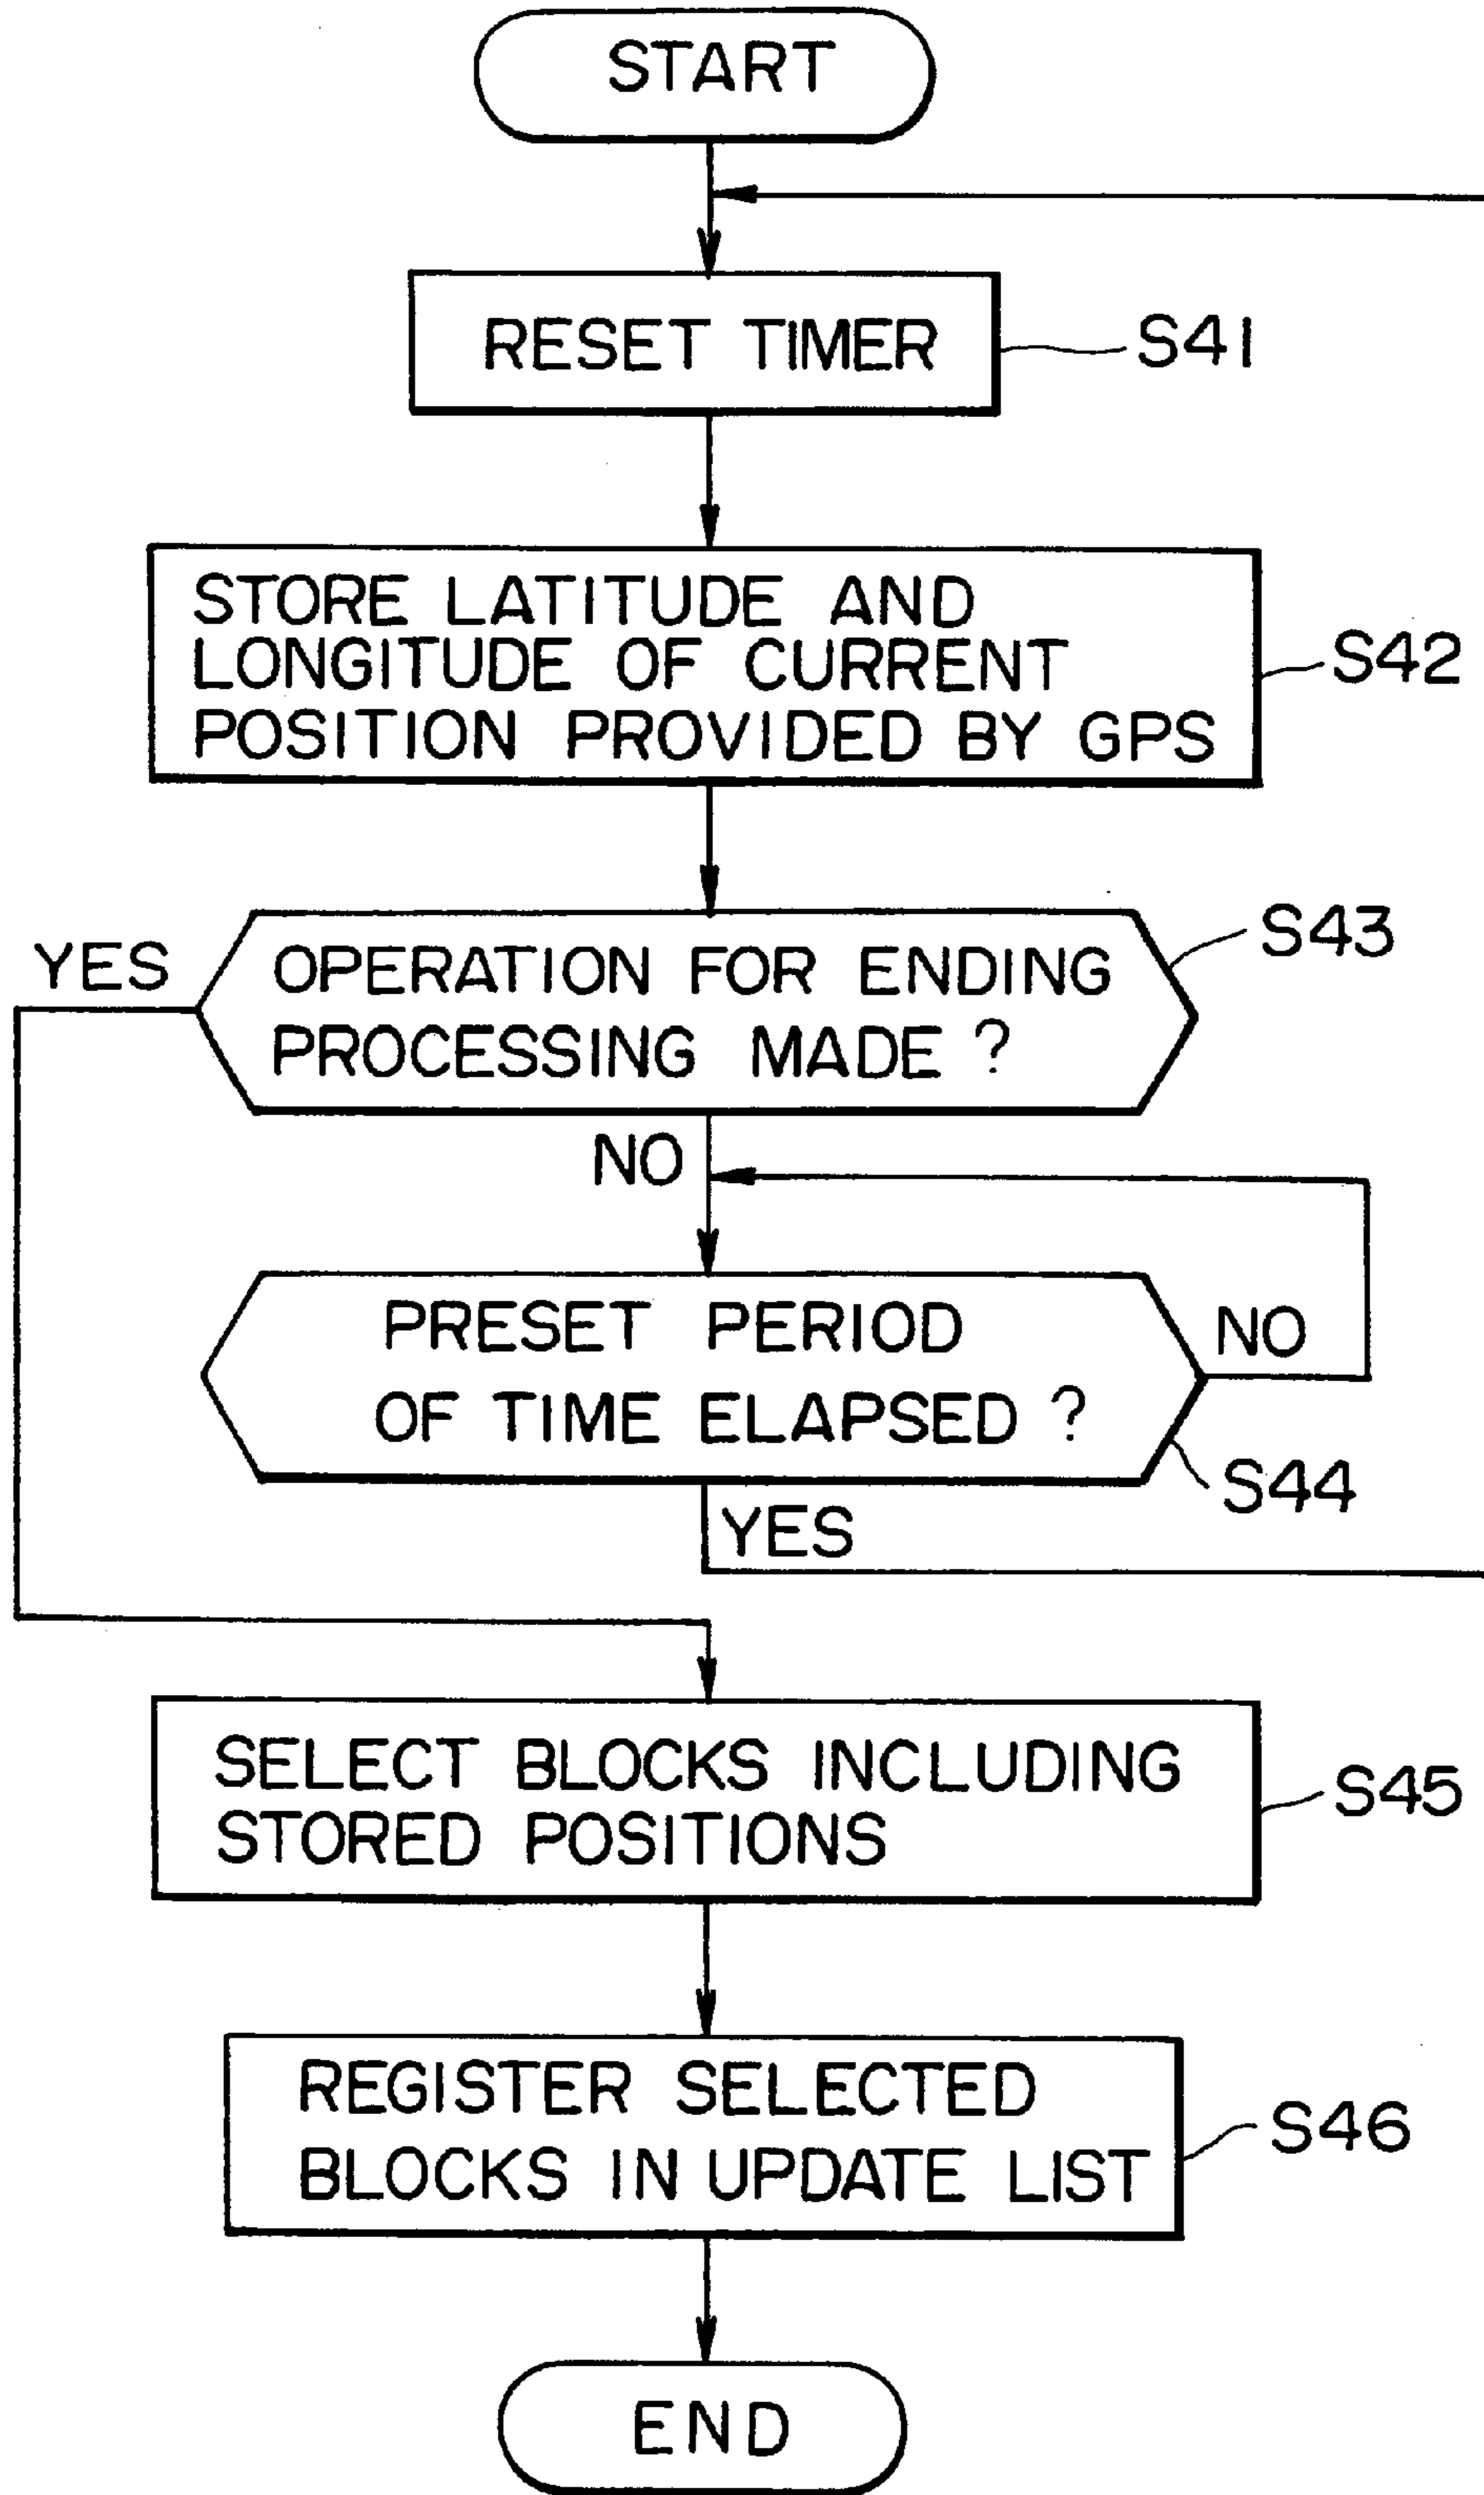 START
RESET TIMER
S41
STORE LATITUDE AND
LONGITUDE OF CURRENT
POSITION PROVIDED BY GPS
S42
YES
OPERATION FOR ENDING
PROCESSING MADE ?
S43
NO
PRESET PERIOD
OF TIME ELAPSED ?
NO
S44
YES
SELECT BLOCKS INCLUDING
STORED POSITIONS
S45
REGISTER SELECTED
BLOCKS IN UPDATE LIST
S46
END